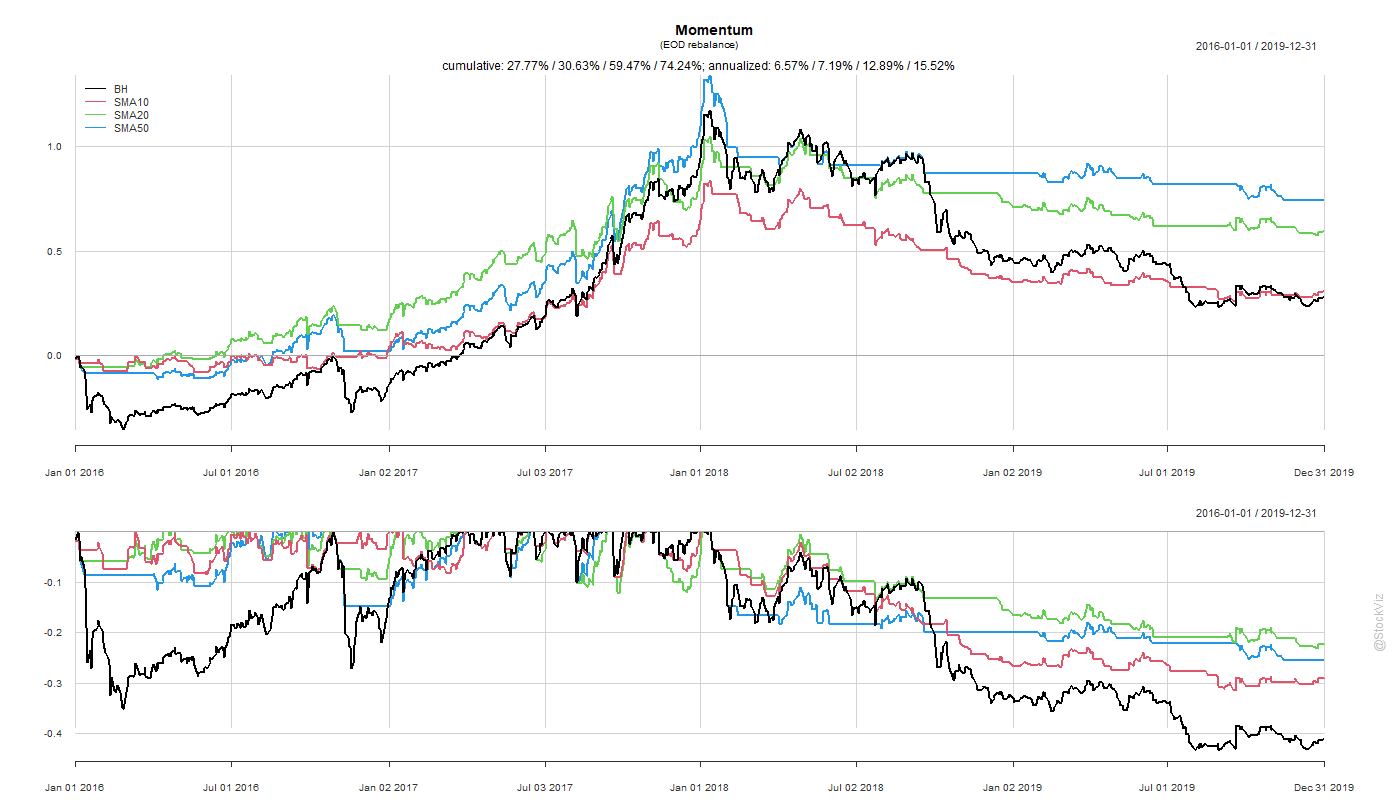 Momentum
(EOD rebalance)
2016-01-01 / 2019-12-31
cumulative: 27.77% / 30.63% / 59.47% / 74.24%; annualized: 6.57% / 7.19% / 12.89% / 15.52%
BH
SMA10
SMA20
SMA50
1.0
0.5
0.0
Jan 01 2016 Jul 01 2016 Jan 02 2017 Jul 03 2017 Jan 01 2018 Jul 02 2018 Jan 02 2019 Jul 01 2019 Dec 31 2019
2016-01-01 / 2019-12-31
-0.1
-0.2
-0.3
-0.4
@StockViz
Jan 01 2016 Jul 01 2016 Jan 02 2017 Jul 03 2017 Jan 01 2018 Jul 02 2018 Jan 02 2019 Jul 01 2019 Dec 31 2019